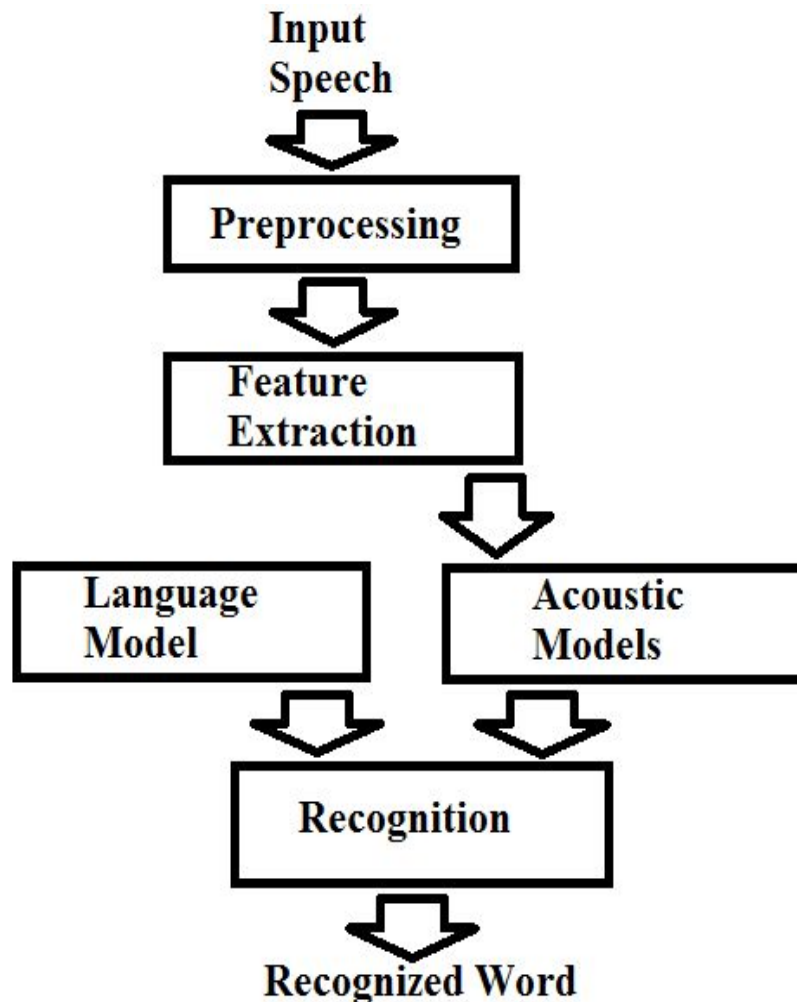 Input
Speech
Preprocessing
Feature
Extraction
Language
Model
Acoustic
Models
Recognition
Recognized Word